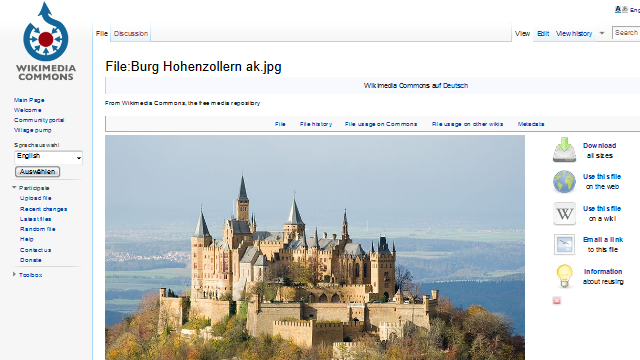 Eng
WIKIMEDIA
COMMONS
File
Discussion
View
Edit
View history
Search
File:Burg Hohenzollern ak.jpg
Wikimedia Commons auf Deutsch
From Wikimedia Commons, the free media repository
File
File history
File usage on Commons
File usage on other wikis
Metadata
Main Page
Welcome
Community portal
Village pump
Sprachauswahl
English
Auswählen
Participate
Upload file
Recent changes
Latest files
Random file
Help
Contact us
Donate
Toolbox
Download
all sizes
Use this file
on the web
W
Use this file
on a wiki
Email a link
to this file
Information
about reusing